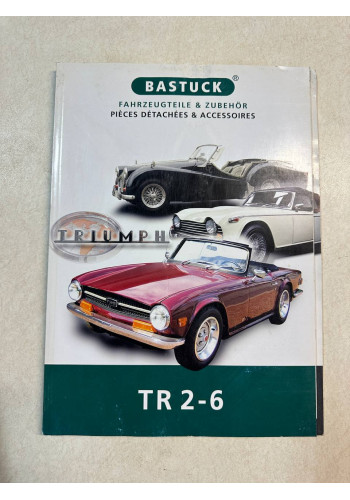 BASTUCK ®
FAHRZEUGTEILE & ZUBEHÖR
PIÈCES DÉTACHÉES & ACCESSOIRES
TRIUMPH
TR 2-6